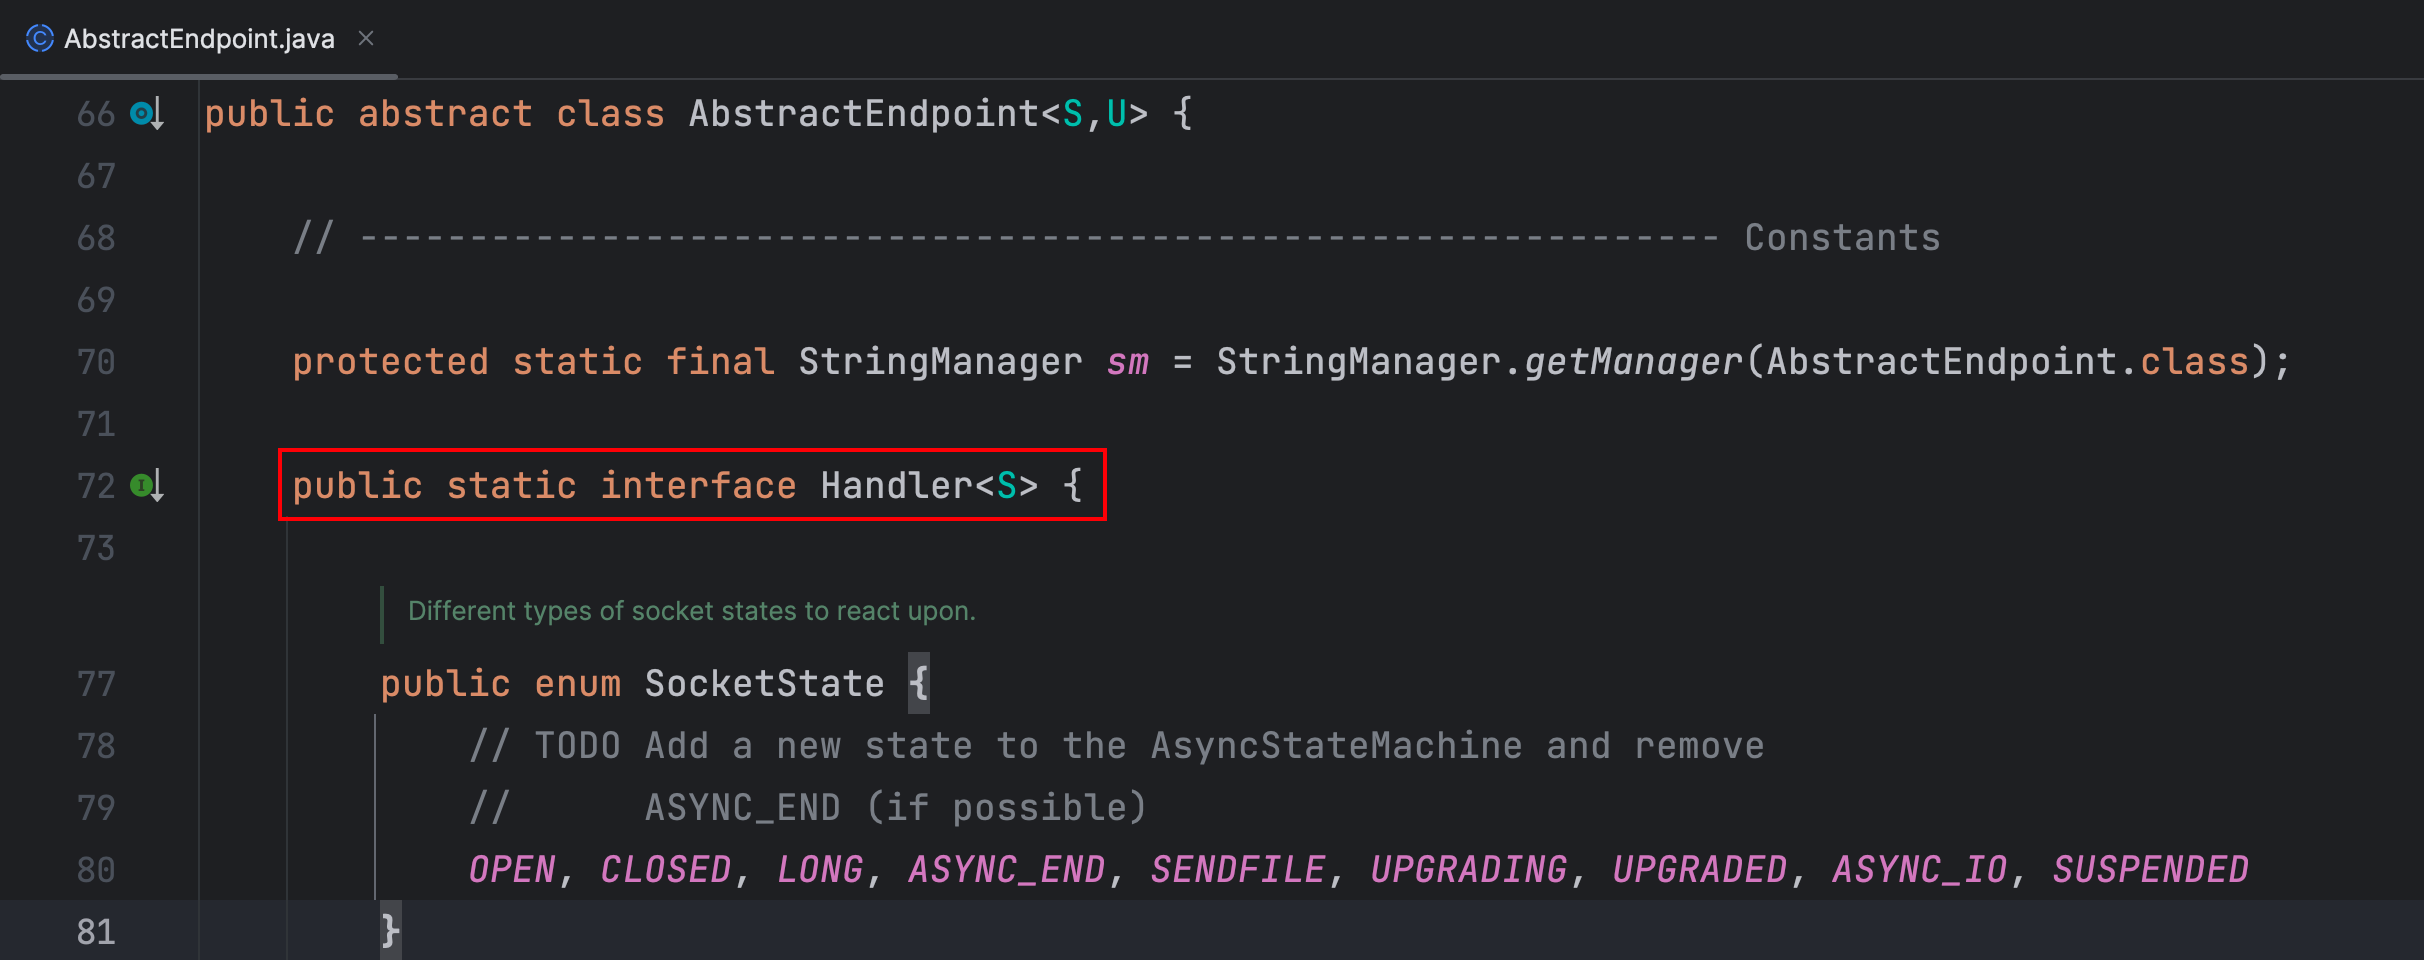 AbstractEndpoint.java
66 public abstract class AbstractEndpoint<S,U> {
67
68 // -------------------------------------------------------------- Constants
69
70 protected static final StringManager sm = StringManager.getManager(AbstractEndpoint.class);
71
72 public static interface Handler<S> {
73
Different types of socket states to react upon.
77 public enum SocketState {
78 // TODO Add a new state to the AsyncStateMachine and remove
79 //      ASYNC_END (if possible)
80 OPEN, CLOSED, LONG, ASYNC_END, SENDFILE, UPGRADING, UPGRADED, ASYNC_IO, SUSPENDED
81 }